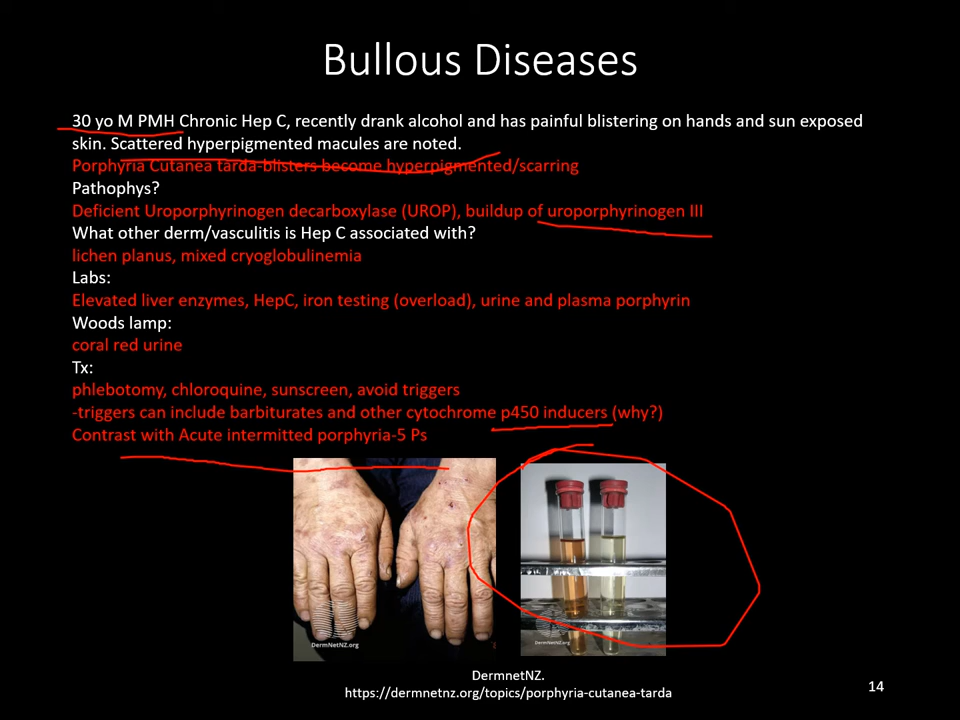 Bullous Diseases
30 yo M PMH Chronic Hep C, recently drank alcohol and has painful blistering on hands and sun exposed
skin. Scattered hyperpigmented macules are noted.
Porphyria Cutanea tarda-blisters become hyperpigmented/scarring
Pathophys?
Deficient Uroporphyrinogen decarboxylase (UROP), buildup of uroporphyrinogen III
What other derm/vasculitis is Hep C associated with?
lichen planus, mixed cryoglobulinemia
Labs:
Elevated liver enzymes, HepC, iron testing (overload), urine and plasma porphyrin
Woods lamp:
coral red urine
Tx:
phlebotomy, chloroquine, sunscreen, avoid triggers
-triggers can include barbiturates and other cytochrome p450 inducers (why?)
Contrast with Acute intermitted porphyria-5 Ps
DermNetNZ.org
DermNetNZ.org
DermnetNZ.
https://dermnetnz.org/topics/porphyria-cutanea-tarda
14